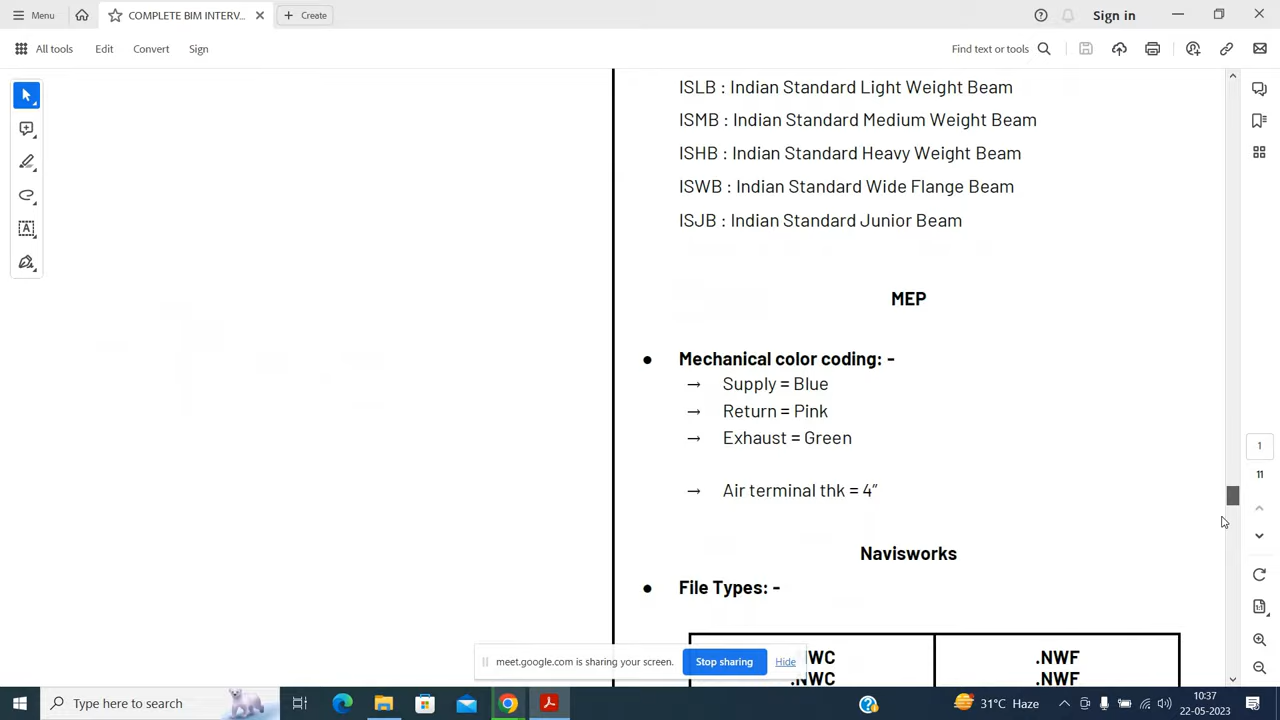 Menu
COMPLETE BIM INTERV...
Create
Sign in
All tools
Edit
Convert
Sign
Find text or tools
ISLB : Indian Standard Light Weight Beam
ISMB : Indian Standard Medium Weight Beam
ISHB : Indian Standard Heavy Weight Beam
ISWB : Indian Standard Wide Flange Beam
ISJB : Indian Standard Junior Beam
MEP
● Mechanical color coding: -
→ Supply = Blue
→ Return = Pink
→ Exhaust = Green
→ Air terminal thk = 4”
Navisworks
● File Types: -
.NWF
.NWC .NWF
meet.google.com is sharing your screen.
Stop sharing
Hide
1
11
Type here to search
31°C Haze
10:37
22-05-2023